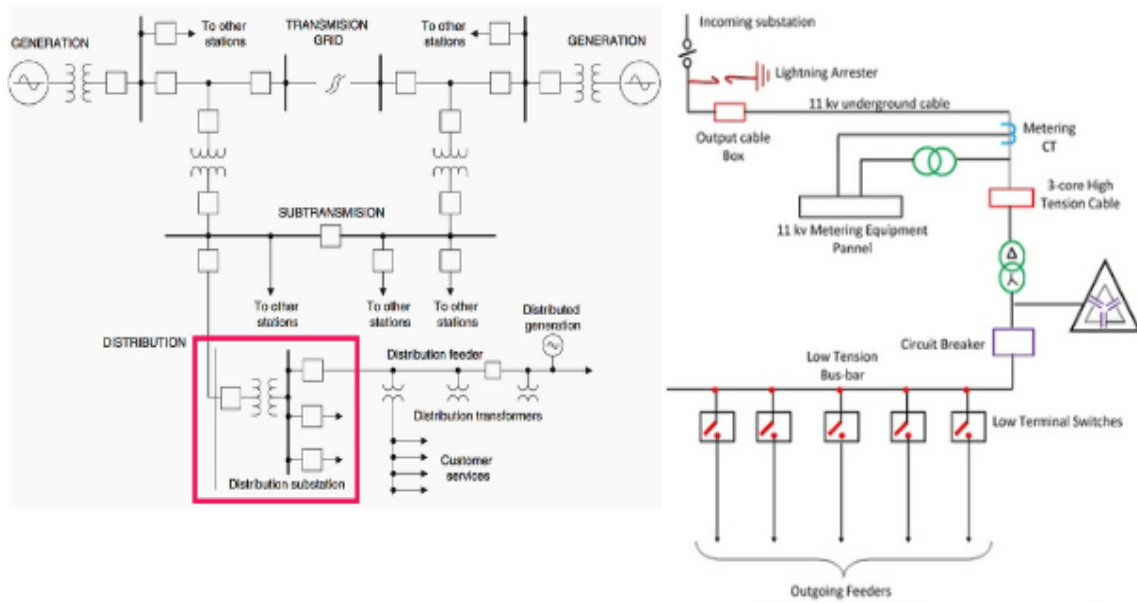 To other
stations
TRANSMISION
GRID
To other
stations
GENERATION
GENERATION
SUBTRANSMISION
To other
stations
To other
stations
To other
stations
Distributed
generation
DISTRIBUTION
Distribution feeder
Distribution transformers
Customer
services
Distribution substation
Incoming substation
Lightning Arrester
11 kv underground cable
Output cable
Box
Metering
CT
3-core High
Tension Cable
11 kv Metering Equipment
Pannel
Circuit Breaker
Low Tension
Bus-bar
Low Terminal Switches
Outgoing Feeders